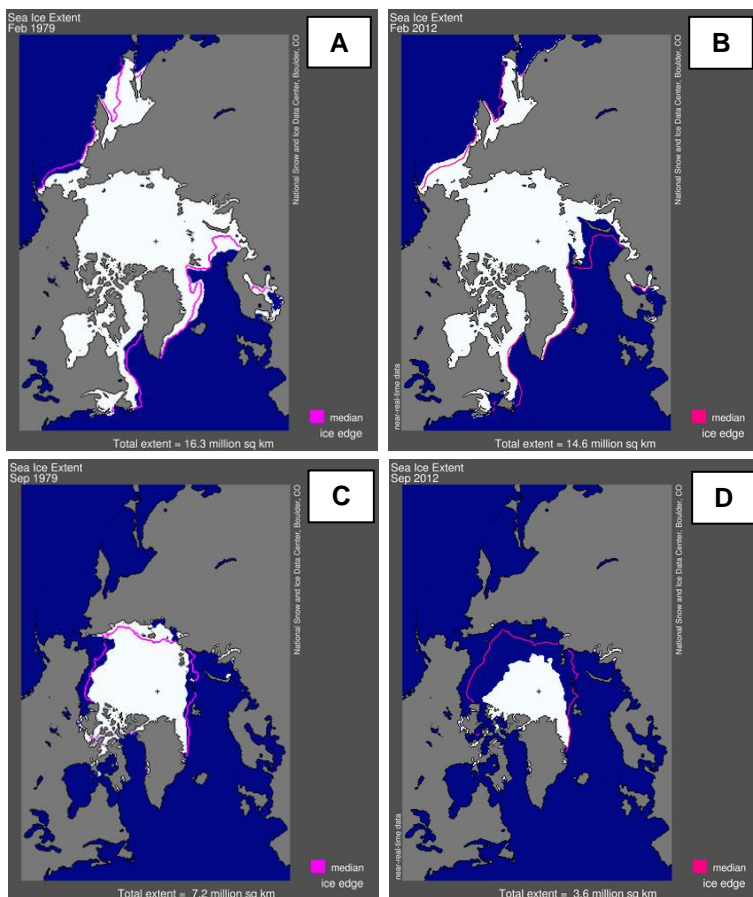 Sea Ice Extent
Feb 1979
A
National Snow and Ice Data Center, Boulder, CO
median
ice edge
Total extent = 16.3 million sq km
Sea Ice Extent
Feb 2012
B
National Snow and Ice Data Center, Boulder, CO
near-real-time data
median
ice edge
Total extent = 14.6 million sq km
Sea Ice Extent
Sep 1979
C
National Snow and Ice Data Center, Boulder, CO
median
ice edge
Total extent = 7.2 million sq km
Sea Ice Extent
Sep 2012
D
National Snow and Ice Data Center, Boulder, CO
near-real-time data
median
ice edge
Total extent = 3.6 million sq km